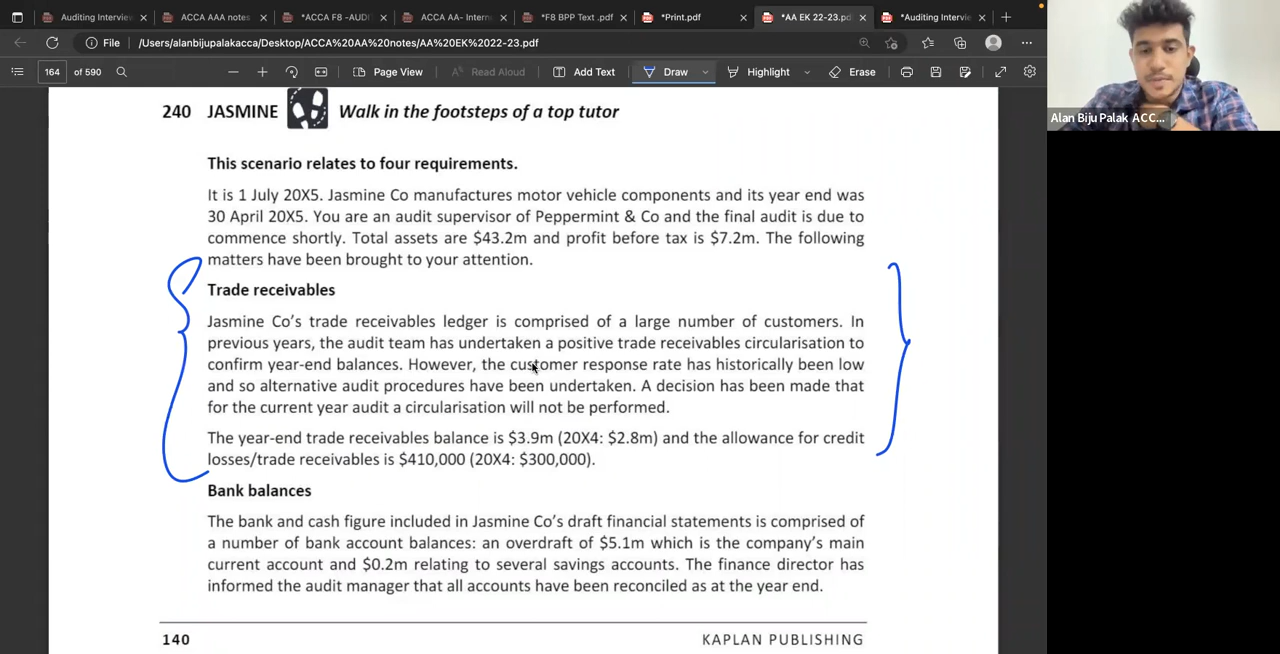 Auditing Interview
ACCA AAA notes
*ACCA F8 -AUDI
ACCA AA- Intern
*F8 BPP Text .pdf
*Print.pdf
*AA EK 22-23.pd
*Auditing Intervie
File /Users/alanbijupalakacca/Desktop/ACCA%20AA%20notes/AA%20EK%2022-23.pdf
164 of 590 Page View Read Aloud Add Text Draw Highlight Erase
Alan Biju Palak ACC...
240 JASMINE Walk in the footsteps of a top tutor
This scenario relates to four requirements.
It is 1 July 20X5. Jasmine Co manufactures motor vehicle components and its year end was
30 April 20X5. You are an audit supervisor of Peppermint & Co and the final audit is due to
commence shortly. Total assets are $43.2m and profit before tax is $7.2m. The following
matters have been brought to your attention.
Trade receivables
Jasmine Co's trade receivables ledger is comprised of a large number of customers. In
previous years, the audit team has undertaken a positive trade receivables circularisation to
confirm year-end balances. However, the customer response rate has historically been low
and so alternative audit procedures have been undertaken. A decision has been made that
for the current year audit a circularisation will not be performed.
The year-end trade receivables balance is $3.9m (20X4: $2.8m) and the allowance for credit
losses/trade receivables is $410,000 (20X4: $300,000).
Bank balances
The bank and cash figure included in Jasmine Co's draft financial statements is comprised of
a number of bank account balances: an overdraft of $5.1m which is the company's main
current account and $0.2m relating to several savings accounts. The finance director has
informed the audit manager that all accounts have been reconciled as at the year end.
140 KAPLAN PUBLISHING